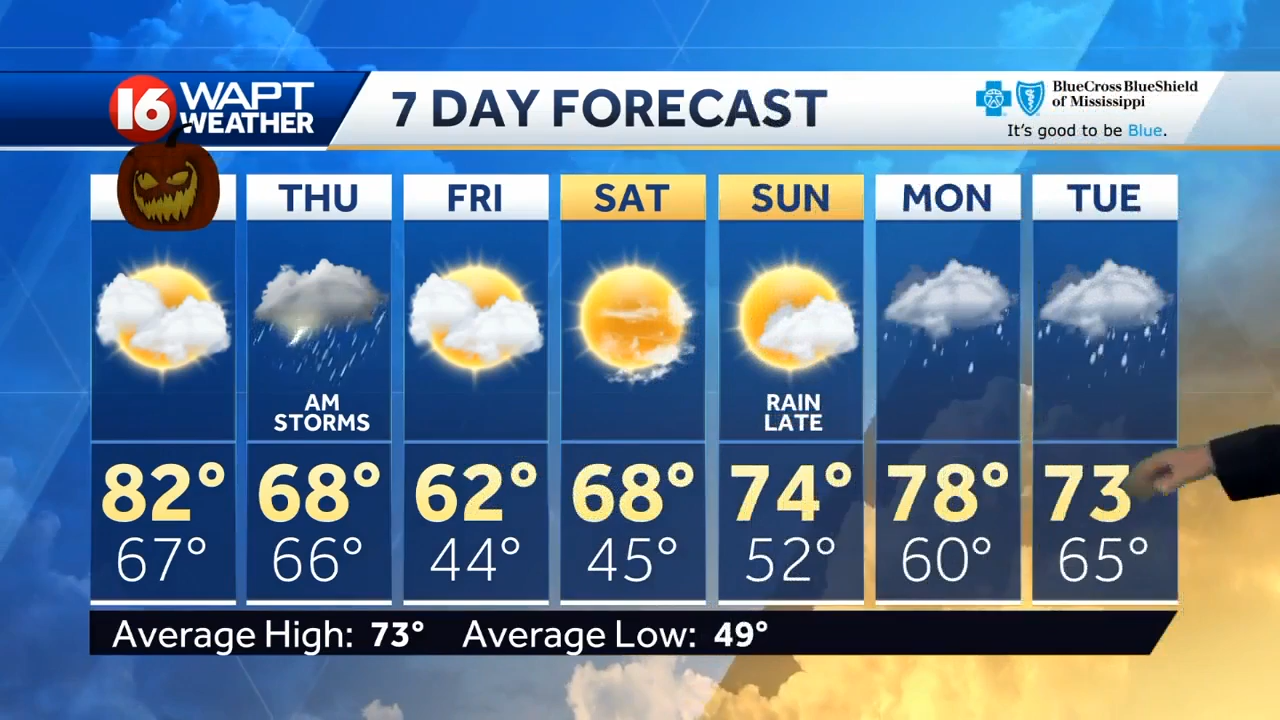 16 WAPT
WEATHER
7 DAY FORECAST
BlueCross BlueShield
of Mississippi
It's good to be Blue.
THU FRI SAT SUN MON TUE
AM
STORMS
RAIN
LATE
82° 68° 62° 68° 74° 78° 73
67° 66° 44° 45° 52° 60° 65°
Average High: 73° Average Low: 49°